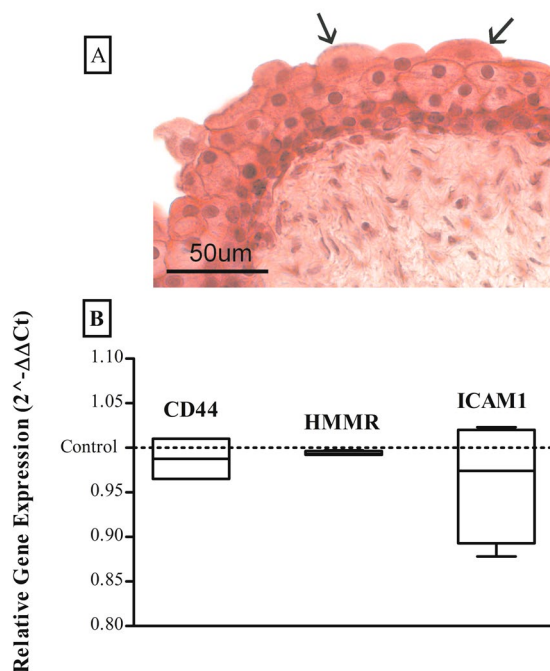 A
50um
B
Relative Gene Expression (2^-ΔΔCt)
1.10
1.05
Control
0.95
0.90
0.85
0.80
CD44
HMMR
ICAM1